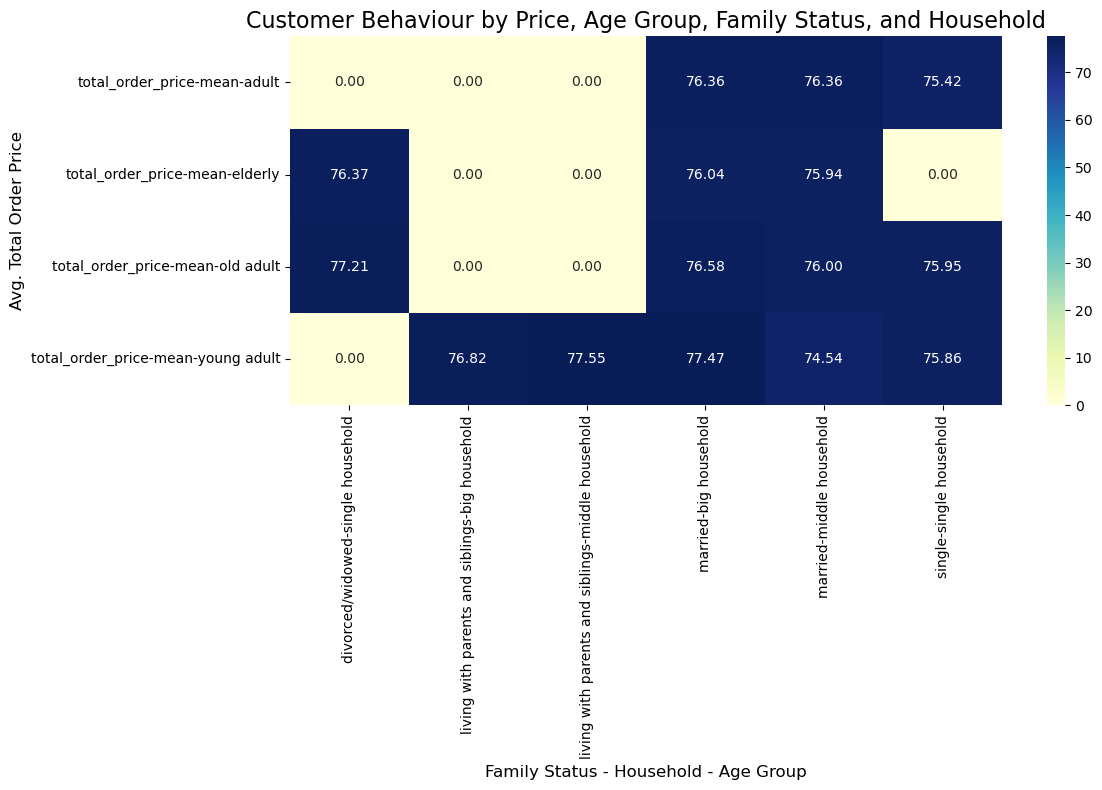 Customer Behaviour by Price, Age Group, Family Status, and Household
Avg. Total Order Price
total_order_price-mean-adult
0.00 0.00 0.00 76.36 76.36 75.42
total_order_price-mean-elderly
76.37 0.00 0.00 76.04 75.94 0.00
total_order_price-mean-old adult
77.21 0.00 0.00 76.58 76.00 75.95
total_order_price-mean-young adult
0.00 76.82 77.55 77.47 74.54 75.86
divorced/widowed-single household
living with parents and siblings-big household
living with parents and siblings-middle household
married-big household
married-middle household
single-single household
Family Status - Household - Age Group
70
60
50
40
30
20
10
0